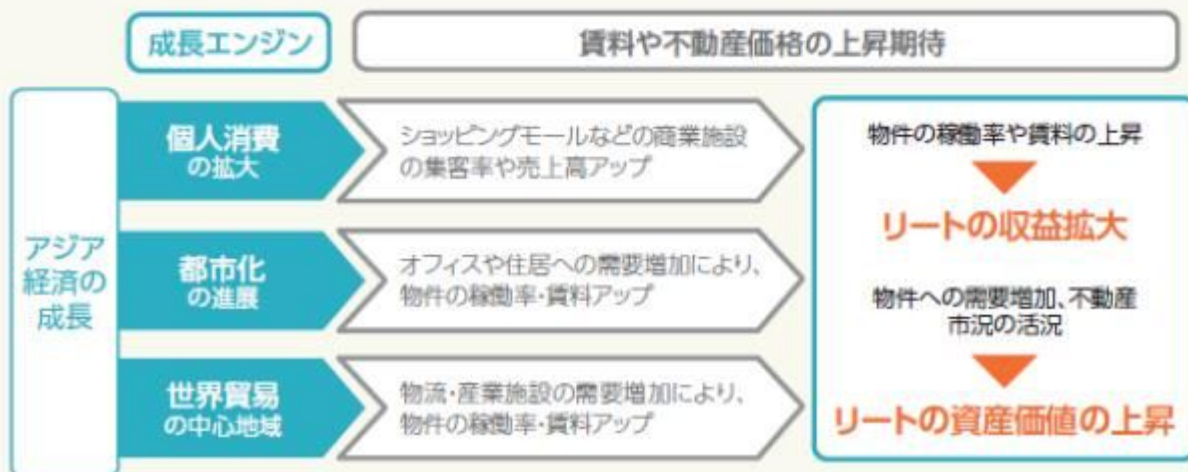 成長エンジン
賃料や不動産価格の上昇期待
アジア
経済の
成長
個人消費
の拡大
ショッピングモールなどの商業施設
の集客率や売上高アップ
都市化
の進展
オフィスや住居への需要増加により、
物件の稼働率・賃料アップ
世界貿易
の中心地域
物流・産業施設の需要増加により、
物件の稼働率・賃料アップ
物件の稼働率や賃料の上昇
リートの収益拡大
物件への需要増加、不動産
市況の活況
リートの資産価値の上昇